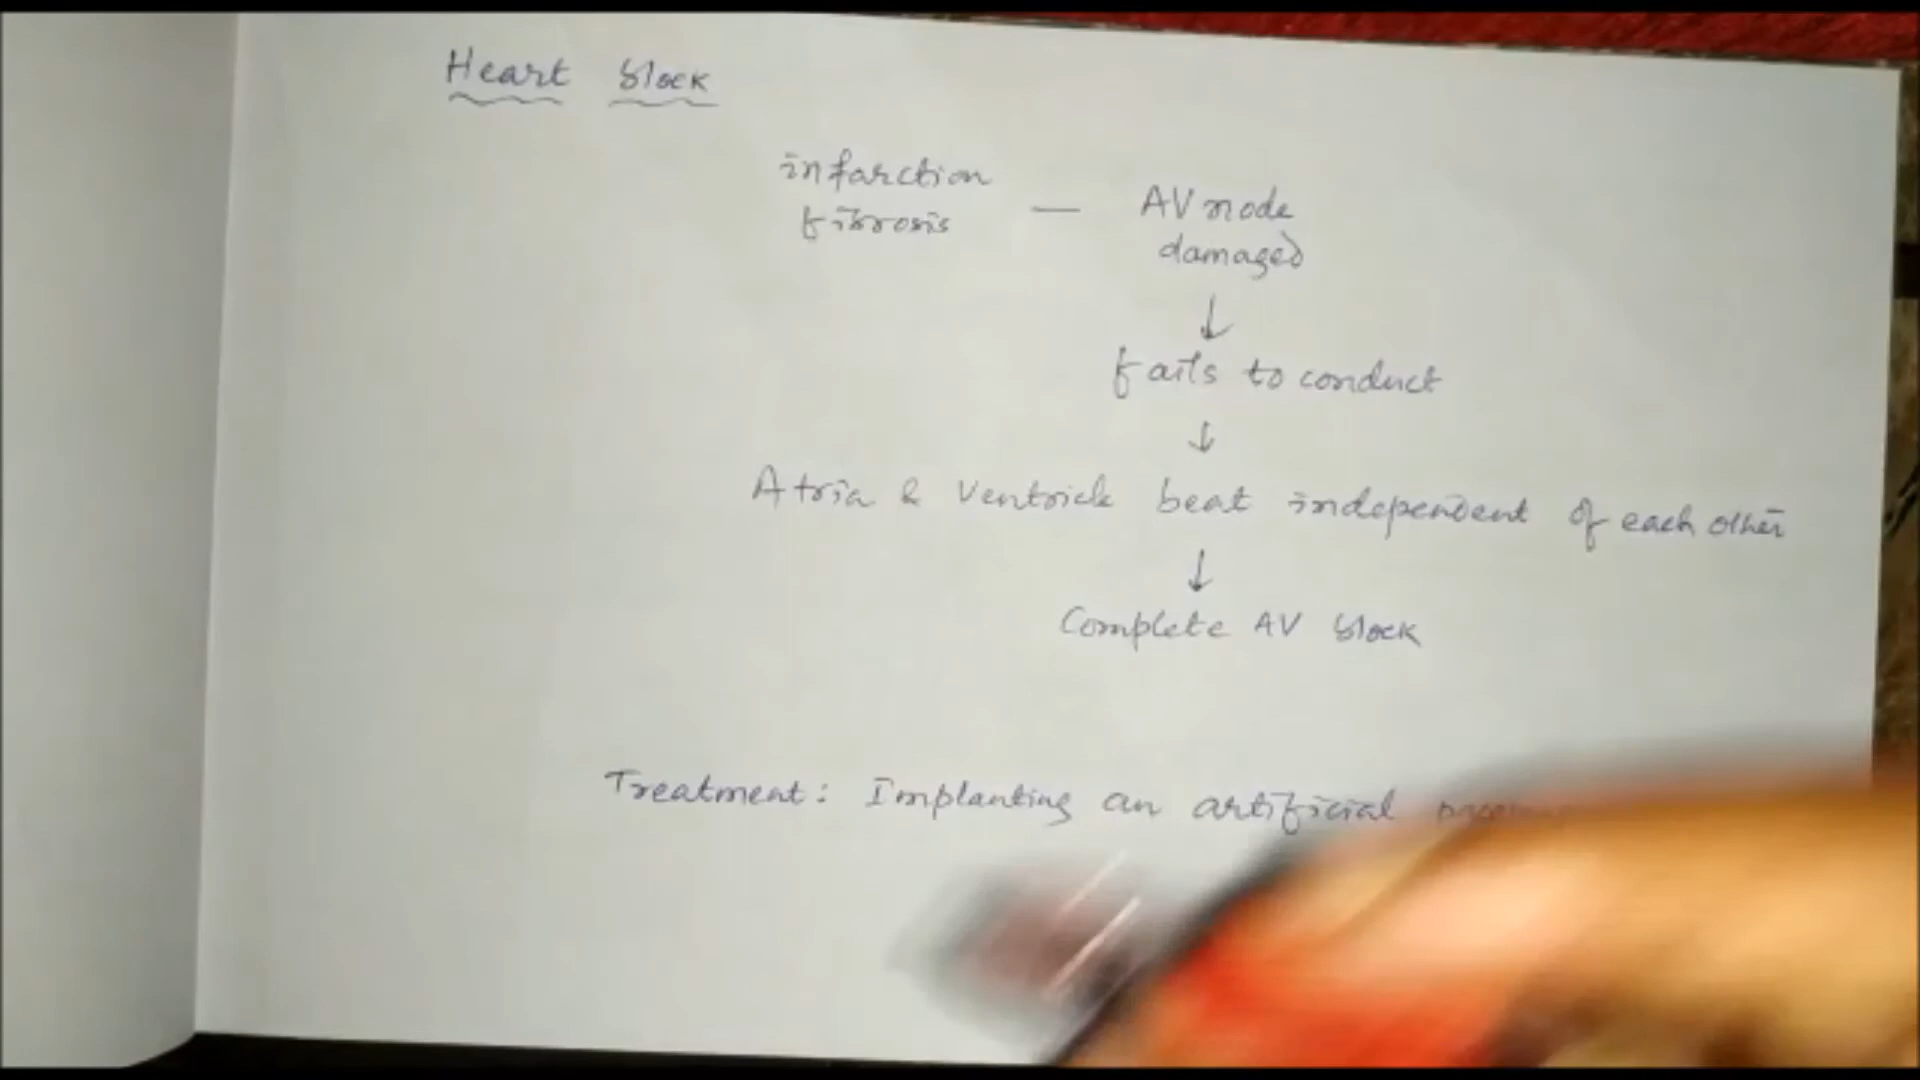 Heart block
infarction
fibrosis — AV node
damaged
↓
fails to conduct
↓
Atria & Ventricle beat independent of each other
↓
Complete AV block
Treatment: Implanting an artificial